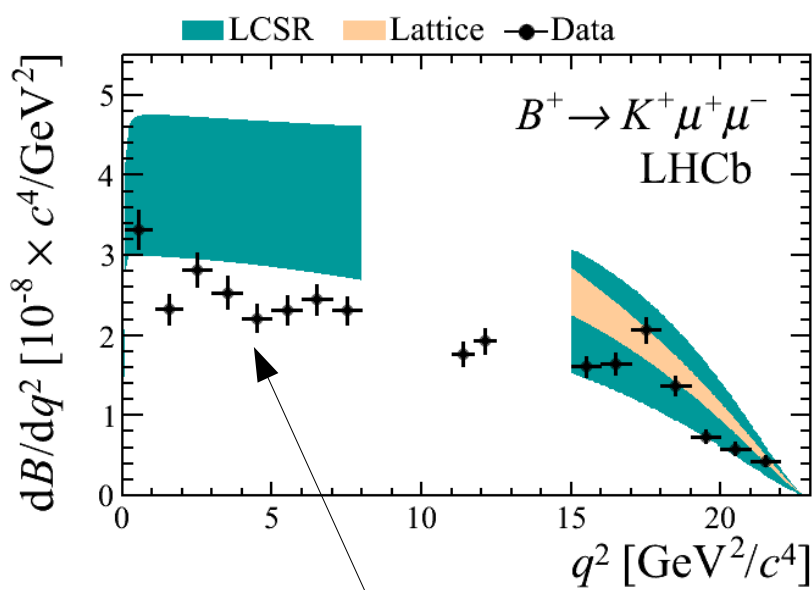 LCSR Lattice Data
dB/dq² [10⁻⁸ × c⁴/GeV²]
5
4
3
2
1
0
B⁺→K⁺μ⁺μ⁻
LHCb
0 5 10 15 20
q² [GeV²/c⁴]